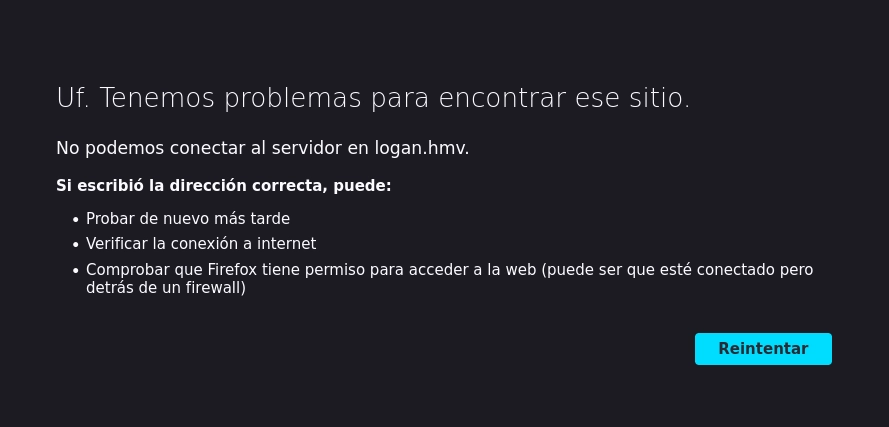 Uf. Tenemos problemas para encontrar ese sitio.
No podemos conectar al servidor en logan.hmv.
Si escribió la dirección correcta, puede:
• Probar de nuevo más tarde
• Verificar la conexión a internet
• Comprobar que Firefox tiene permiso para acceder a la web (puede ser que esté conectado pero
detrás de un firewall)
Reintentar